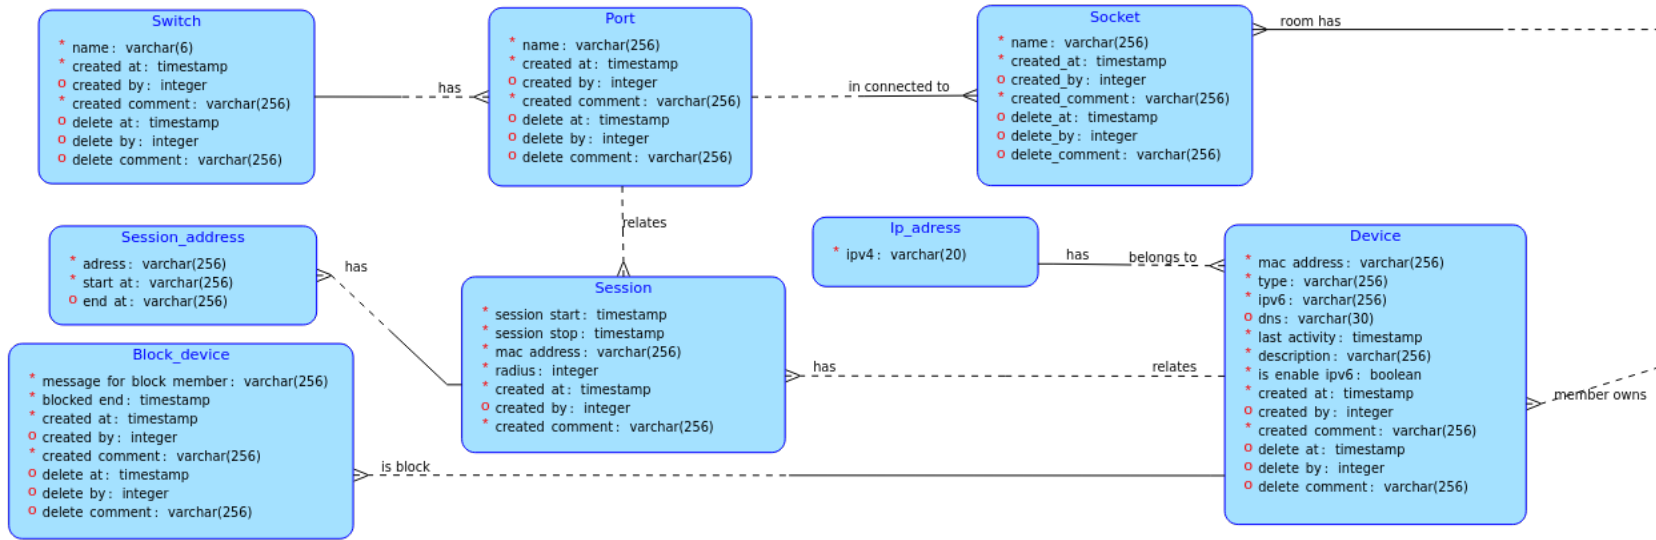 Switch
* name: varchar(6)
* created at: timestamp
o created by: integer
* created comment: varchar(256)
o delete at: timestamp
o delete by: integer
o delete comment: varchar(256)
has
Port
* name: varchar(256)
* created at: timestamp
o created by: integer
* created comment: varchar(256)
o delete at: timestamp
o delete by: integer
o delete comment: varchar(256)
in connected to
Socket
* name: varchar(256)
* created_at: timestamp
o created_by: integer
* created_comment: varchar(256)
o delete_at: timestamp
o delete_by: integer
o delete_comment: varchar(256)
room has
relates
Session_address
* adress: varchar(256)
* start at: varchar(256)
o end at: varchar(256)
has
Ip_adress
* ipv4: varchar(20)
has
belongs to
Device
* mac address: varchar(256)
* type: varchar(256)
* ipv6: varchar(256)
o dns: varchar(30)
* last activity: timestamp
* description: varchar(256)
* is enable ipv6: boolean
* created at: timestamp
o created by: integer
* created comment: varchar(256)
o delete at: timestamp
o delete by: integer
o delete comment: varchar(256)
member owns
Session
* session start: timestamp
* session stop: timestamp
* mac address: varchar(256)
* radius: integer
* created at: timestamp
o created by: integer
* created comment: varchar(256)
has
relates
Block_device
* message for block member: varchar(256)
* blocked end: timestamp
* created at: timestamp
o created by: integer
* created comment: varchar(256)
o delete at: timestamp
o delete by: integer
o delete comment: varchar(256)
is block